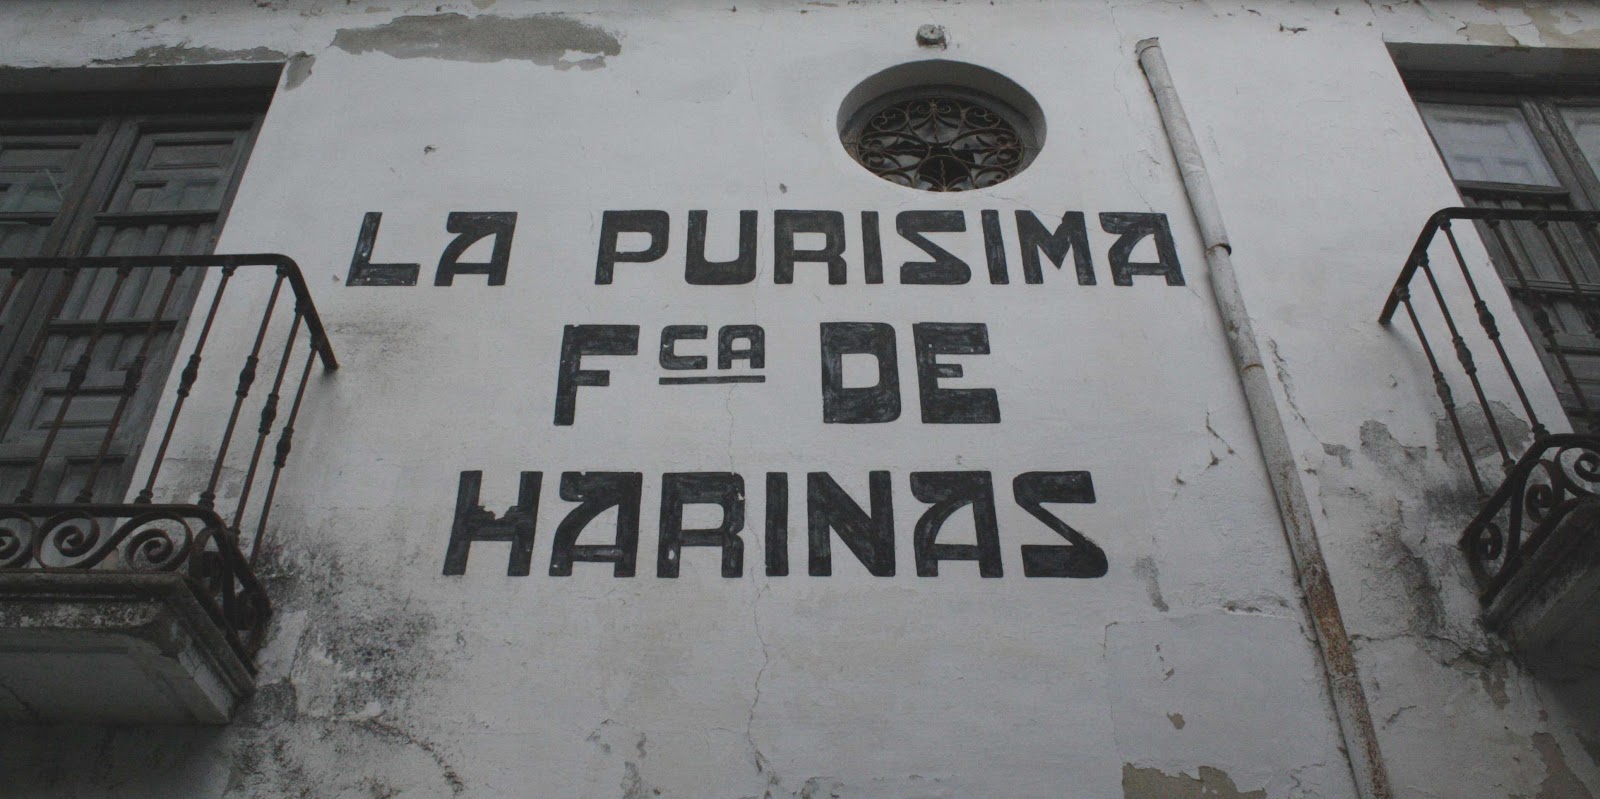 LA PURISIMA
FCA DE
HARINAS